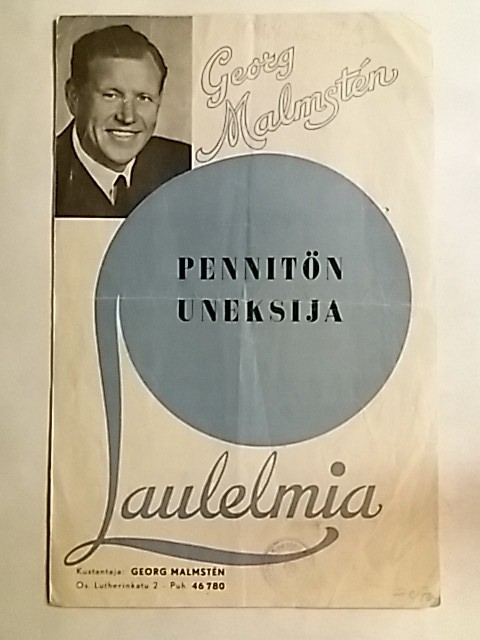 Georg
Malmstén
PENNITÖN
UNEKSIJA
Laulelmia
Kustantaja: GEORG MALMSTÉN
Os. Lutherinkatu 2 - Puh. 46 780